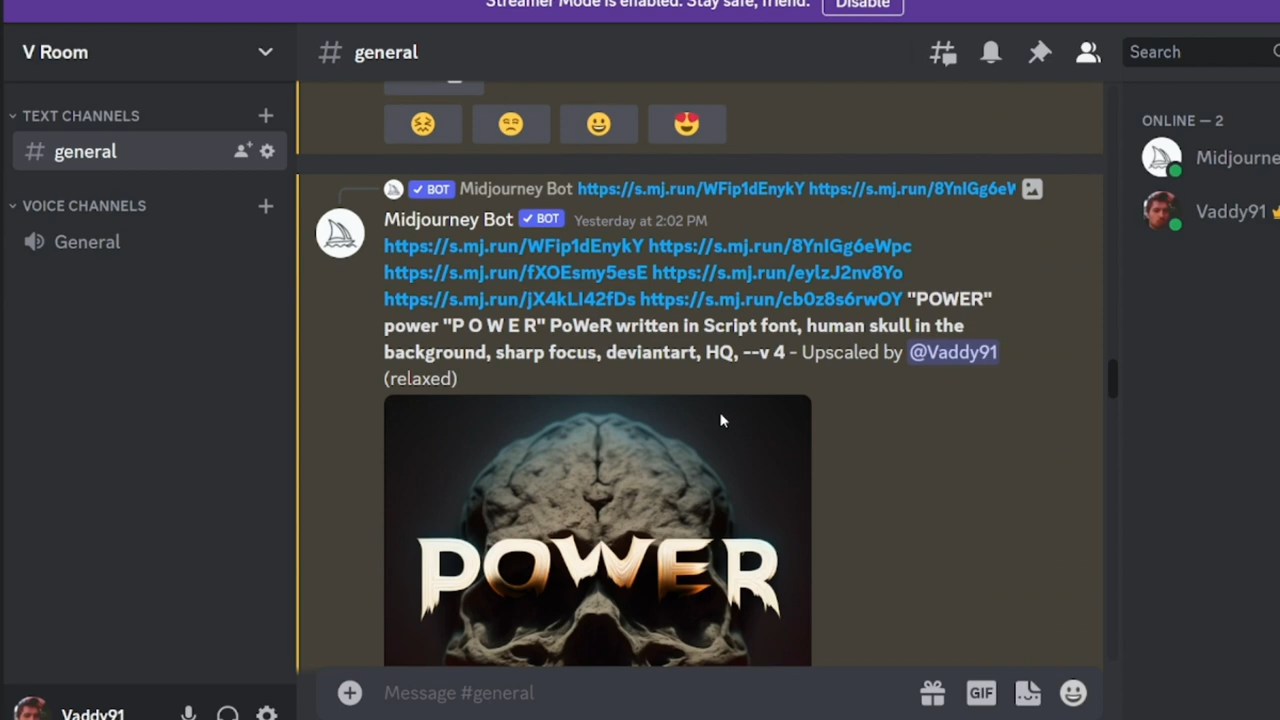 Streamer Mode is enabled. Stay safe, friend. Disable
V Room
general
Search
TEXT CHANNELS
general
VOICE CHANNELS
General
BOT Midjourney Bot https://s.mj.run/WFip1dEnykY https://s.mj.run/8YnIGg6eW
Midjourney Bot BOT Yesterday at 2:02 PM
https://s.mj.run/WFip1dEnykY https://s.mj.run/8YnIGg6eWpc
https://s.mj.run/fXOEsmy5esE https://s.mj.run/eylzJ2nv8Yo
https://s.mj.run/jX4kLI42fDs https://s.mj.run/cb0z8s6rwOY "POWER"
power "P O W E R" PoWeR written in Script font, human skull in the
background, sharp focus, deviantart, HQ, --v 4 - Upscaled by @Vaddy91
(relaxed)
POWER
Message #general
GIF
ONLINE — 2
Midjourne
Vaddy91
Vaddy91